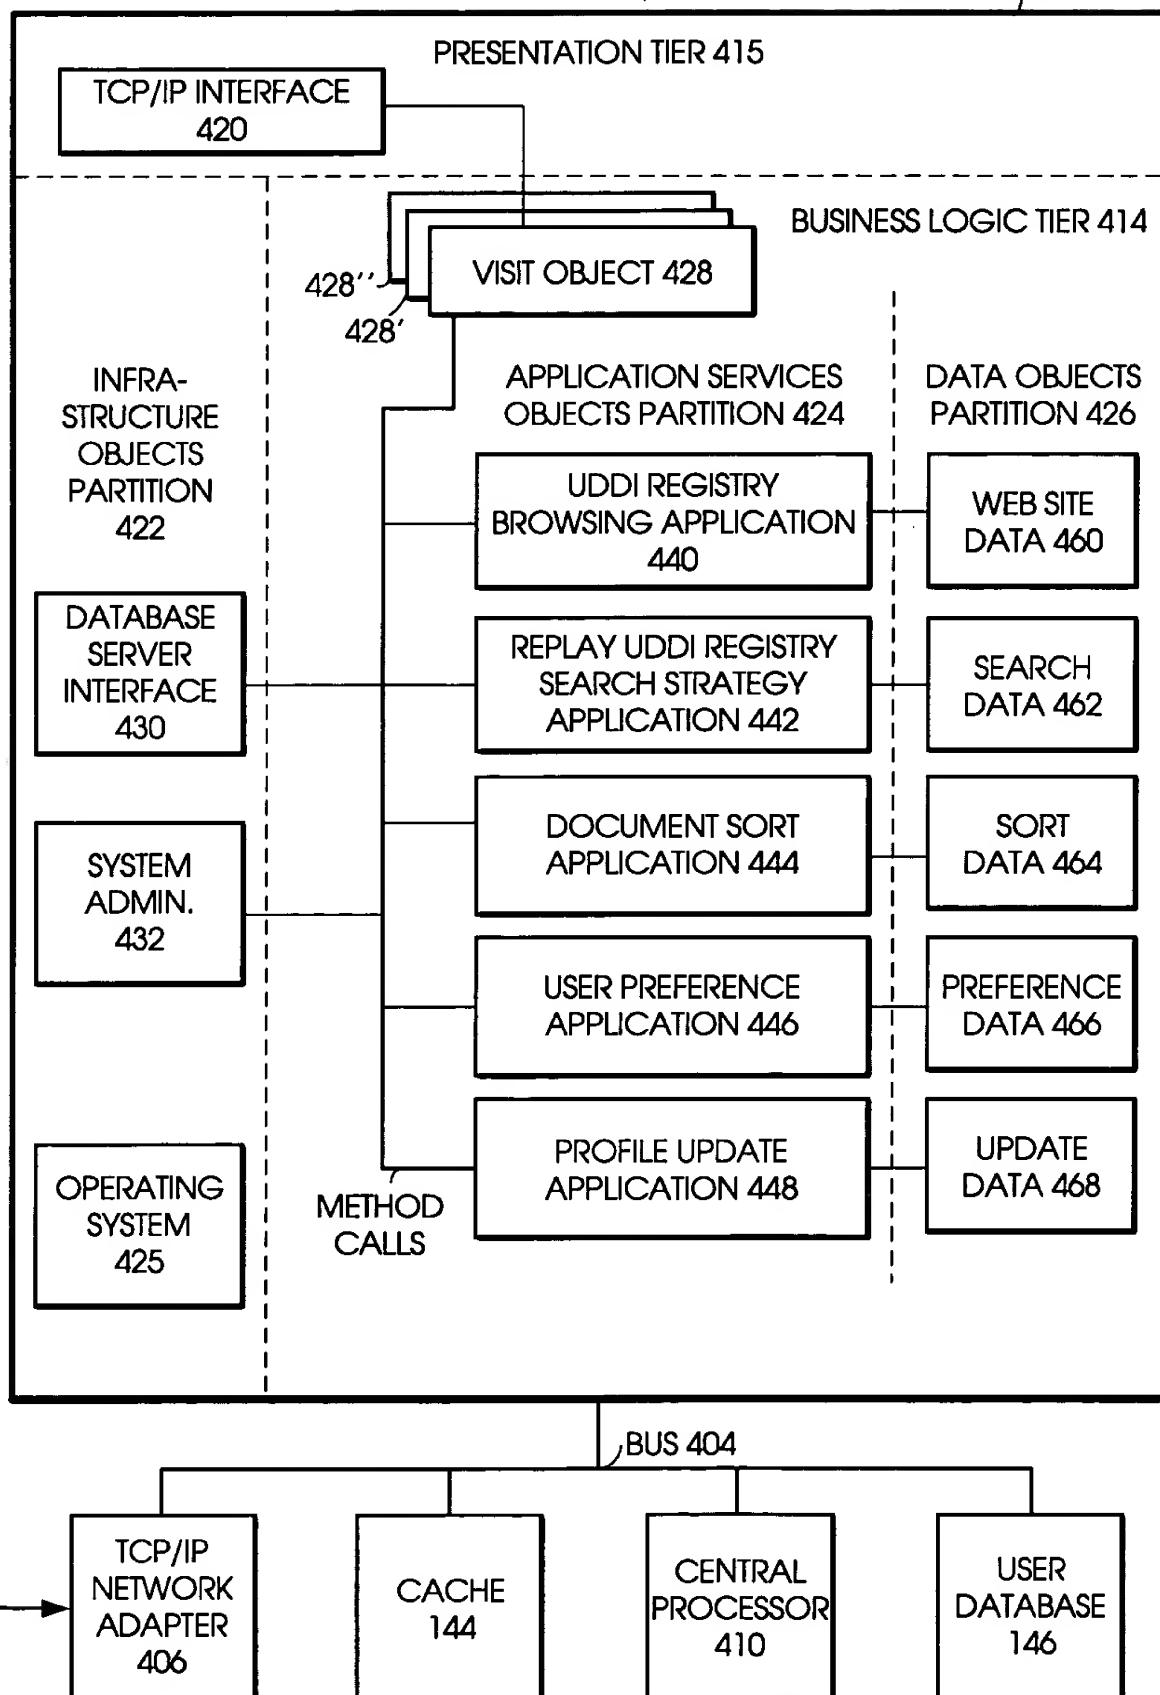 PRESENTATION TIER 415
TCP/IP INTERFACE
420
BUSINESS LOGIC TIER 414
VISIT OBJECT 428
428''
428'
INFRA-
STRUCTURE
OBJECTS
PARTITION
422
APPLICATION SERVICES
OBJECTS PARTITION 424
DATA OBJECTS
PARTITION 426
UDDI REGISTRY
BROWSING APPLICATION
440
WEB SITE
DATA 460
DATABASE
SERVER
INTERFACE
430
REPLAY UDDI REGISTRY
SEARCH STRATEGY
APPLICATION 442
SEARCH
DATA 462
SYSTEM
ADMIN.
432
DOCUMENT SORT
APPLICATION 444
SORT
DATA 464
USER PREFERENCE
APPLICATION 446
PREFERENCE
DATA 466
OPERATING
SYSTEM
425
METHOD
CALLS
PROFILE UPDATE
APPLICATION 448
UPDATE
DATA 468
BUS 404
TCP/IP
NETWORK
ADAPTER
406
CACHE
144
CENTRAL
PROCESSOR
410
USER
DATABASE
146